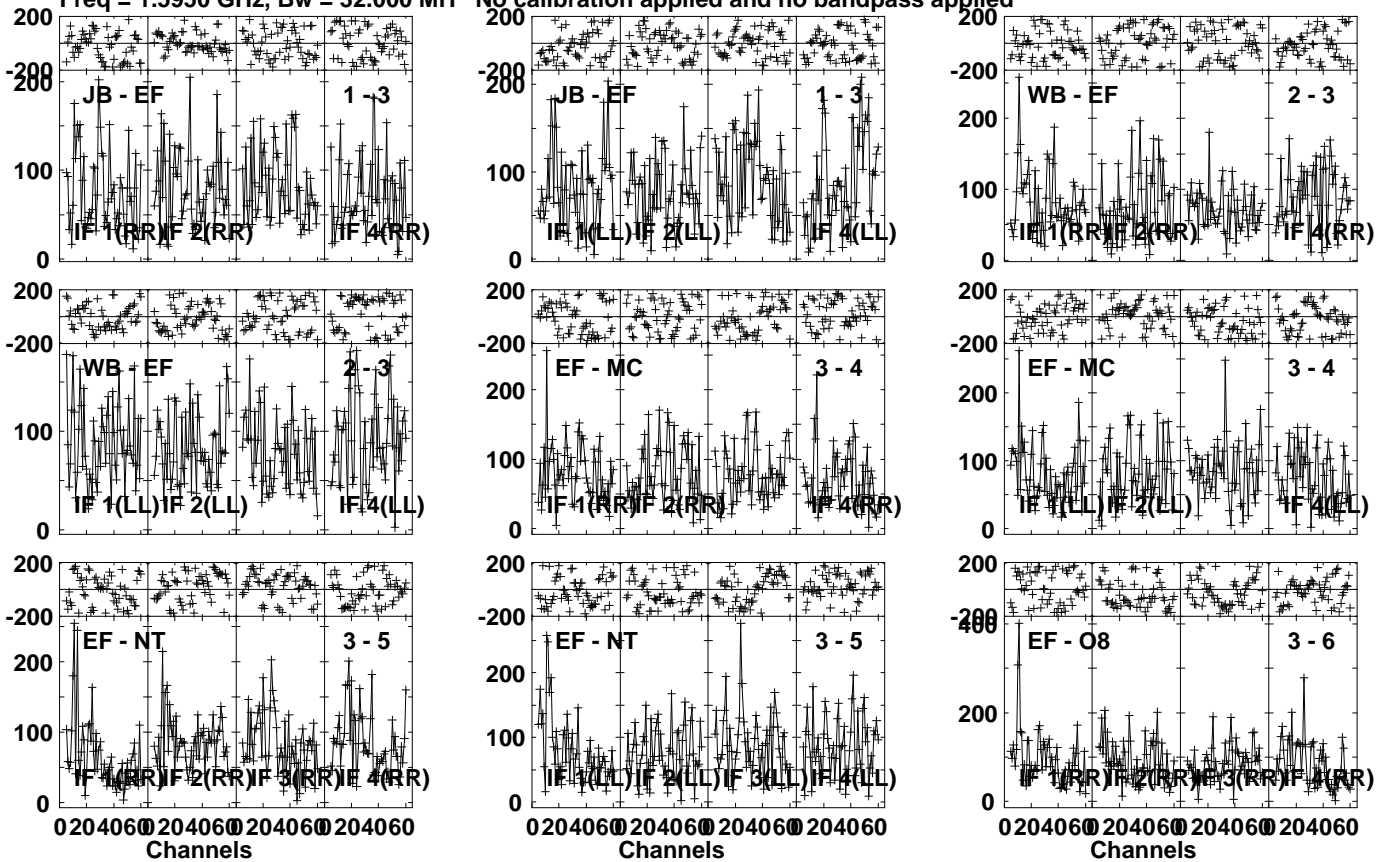 Freq = 1.5950 GHz, Bw = 32.000 MH No calibration applied and no bandpass applied
200
-200
200
100
0
JB - EF 1 - 3
IF 1(RR) IF 2(RR) IF 4(RR)
200
-200
200
100
0
JB - EF 1 - 3
IF 1(LL) IF 2(LL) IF 4(LL)
200
-200
200
100
0
WB - EF 2 - 3
IF 1(RR) IF 2(RR) IF 4(RR)
200
-200
100
0
WB - EF 2 - 3
IF 1(LL) IF 2(LL) IF 4(LL)
200
-200
200
100
0
EF - MC 3 - 4
IF 1(RR) IF 2(RR) IF 4(RR)
200
-200
200
100
0
EF - MC 3 - 4
IF 1(LL) IF 2(LL) IF 4(LL)
200
-200
200
100
0
EF - NT 3 - 5
IF 1(RR) IF 2(RR) IF 3(RR) IF 4(RR)
0 20 40 60 0 20 40 60 0 20 40 60 0 20 40 60
Channels
200
-200
200
100
0
EF - NT 3 - 5
IF 1(LL) IF 2(LL) IF 3(LL) IF 4(LL)
0 20 40 60 0 20 40 60 0 20 40 60 0 20 40 60
Channels
200
-200
400
200
0
EF - O8 3 - 6
IF 1(RR) IF 2(RR) IF 3(RR) IF 4(RR)
0 20 40 60 0 20 40 60 0 20 40 60 0 20 40 60
Channels